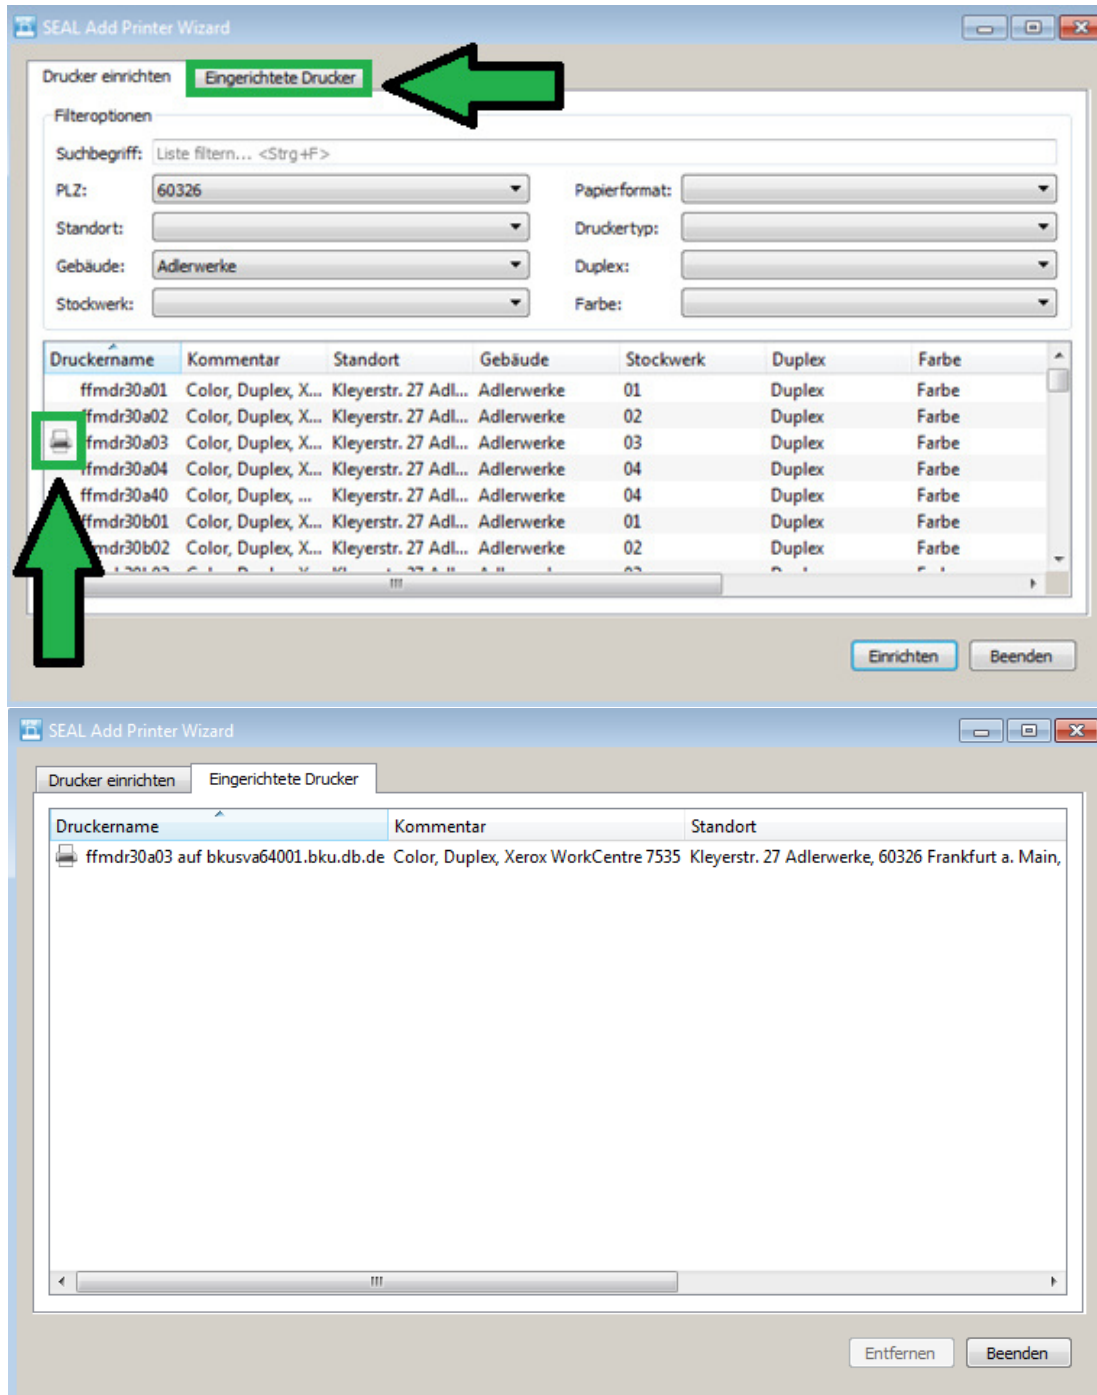 SEAL Add Printer Wizard
Drucker einrichten Eingerichtete Drucker
Filteroptionen
Suchbegriff: Liste filtern... <Strg+F>
PLZ: 60326 Papierformat:
Standort: Druckertyp:
Gebäude: Adlerwerke Duplex:
Stockwerk: Farbe:
Druckername Kommentar Standort Gebäude Stockwerk Duplex Farbe
ffmdr30a01 Color, Duplex, X... Kleyerstr. 27 Adl... Adlerwerke 01 Duplex Farbe
ffmdr30a02 Color, Duplex, X... Kleyerstr. 27 Adl... Adlerwerke 02 Duplex Farbe
ffmdr30a03 Color, Duplex, X... Kleyerstr. 27 Adl... Adlerwerke 03 Duplex Farbe
ffmdr30a04 Color, Duplex, X... Kleyerstr. 27 Adl... Adlerwerke 04 Duplex Farbe
ffmdr30a40 Color, Duplex, ... Kleyerstr. 27 Adl... Adlerwerke 04 Duplex Farbe
ffmdr30b01 Color, Duplex, X... Kleyerstr. 27 Adl... Adlerwerke 01 Duplex Farbe
mdr30b02 Color, Duplex, X... Kleyerstr. 27 Adl... Adlerwerke 02 Duplex Farbe
Einrichten Beenden
SEAL Add Printer Wizard
Drucker einrichten Eingerichtete Drucker
Druckername Kommentar Standort
ffmdr30a03 auf bkusva64001.bku.db.de Color, Duplex, Xerox WorkCentre 7535 Kleyerstr. 27 Adlerwerke, 60326 Frankfurt a. Main,
Entfernen Beenden